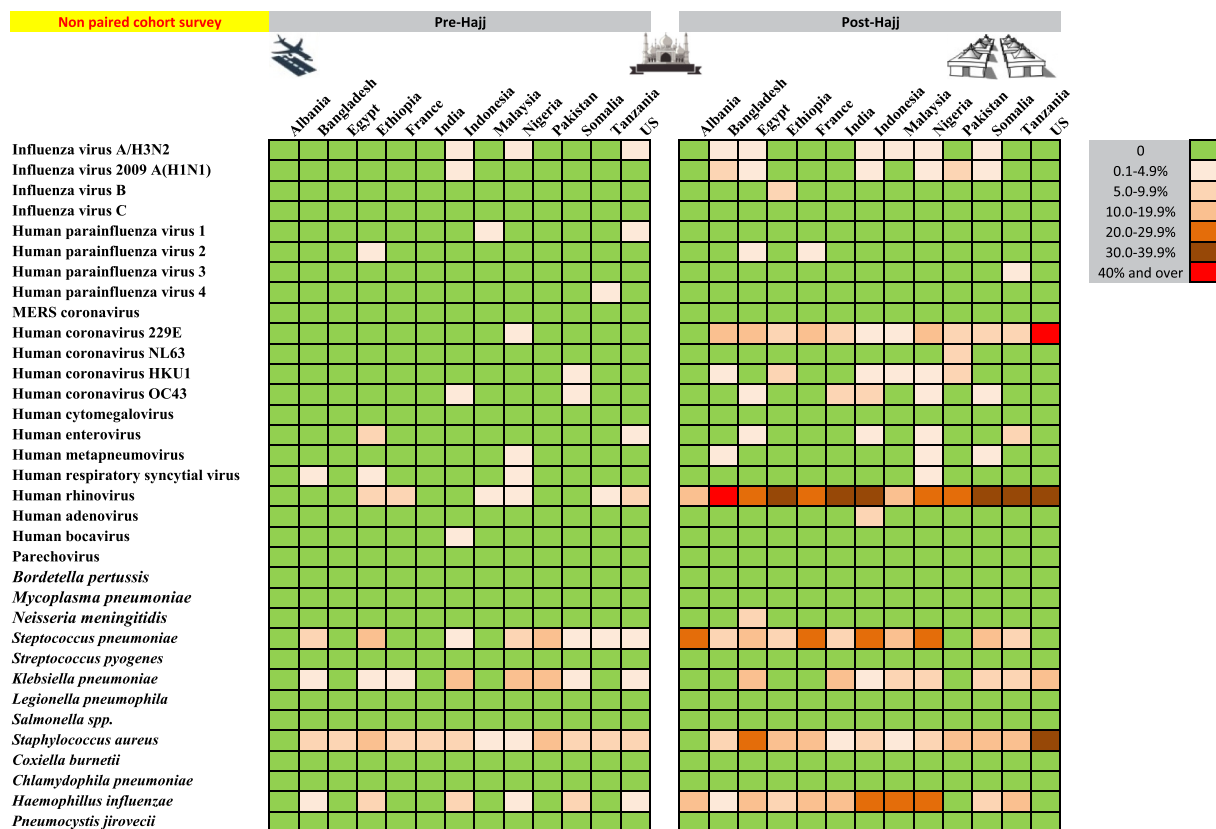 Non paired cohort survey
Pre-Hajj
Post-Hajj
Albania
Bangladesh
Egypt
Ethiopia
France
India
Indonesia
Malaysia
Nigeria
Pakistan
Somalia
Tanzania
US
Albania
Bangladesh
Egypt
Ethiopia
France
India
Indonesia
Malaysia
Nigeria
Pakistan
Somalia
Tanzania
US
Influenza virus A/H3N2
Influenza virus 2009 A(H1N1)
Influenza virus B
Influenza virus C
Human parainfluenza virus 1
Human parainfluenza virus 2
Human parainfluenza virus 3
Human parainfluenza virus 4
MERS coronavirus
Human coronavirus 229E
Human coronavirus NL63
Human coronavirus HKU1
Human coronavirus OC43
Human cytomegalovirus
Human enterovirus
Human metapneumovirus
Human respiratory syncytial virus
Human rhinovirus
Human adenovirus
Human bocavirus
Parechovirus
Bordetella pertussis
Mycoplasma pneumoniae
Neisseria meningitidis
Steptococcus pneumoniae
Streptococcus pyogenes
Klebsiella pneumoniae
Legionella pneumophila
Salmonella spp.
Staphylococcus aureus
Coxiella burnetii
Chlamydophila pneumoniae
Haemophillus influenzae
Pneumocystis jirovecii
0
0.1-4.9%
5.0-9.9%
10.0-19.9%
20.0-29.9%
30.0-39.9%
40% and over